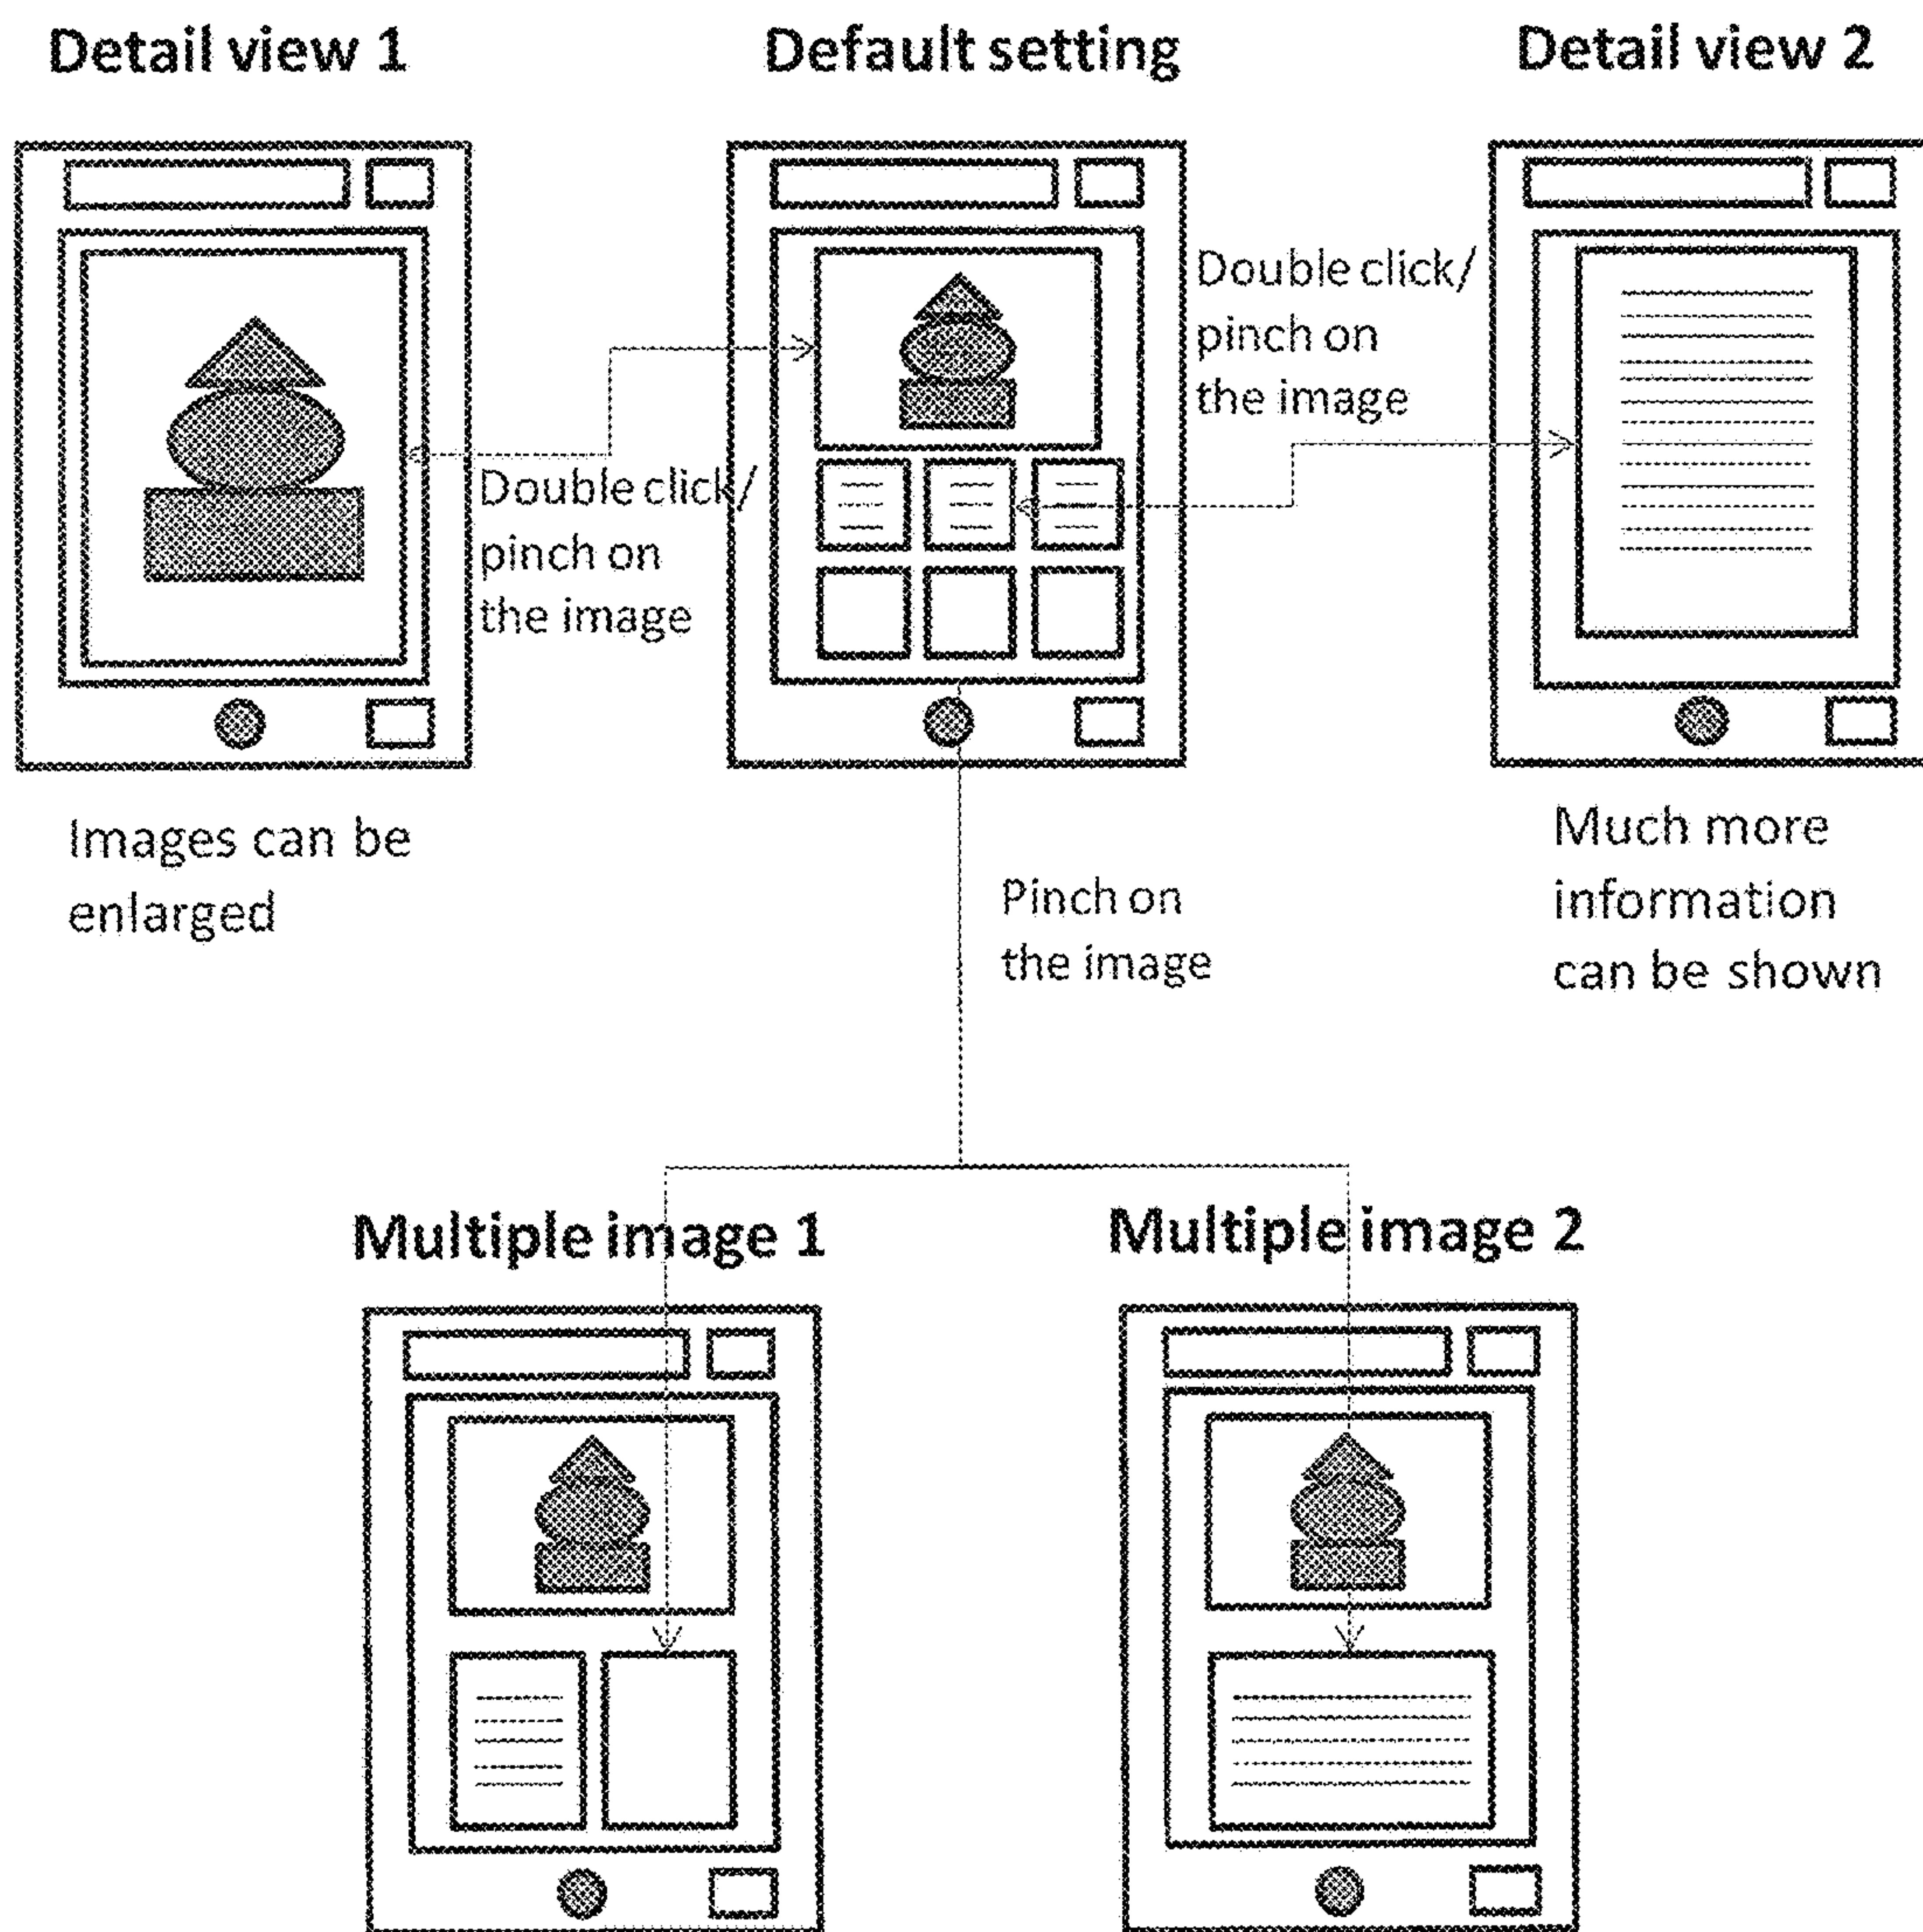 Detail view 1
Default setting
Detail view 2
Double click/
pinch on
the image
Double click/
pinch on
the image
Images can be
enlarged
Pinch on
the image
Much more
information
can be shown
Multiple image 1
Multiple image 2